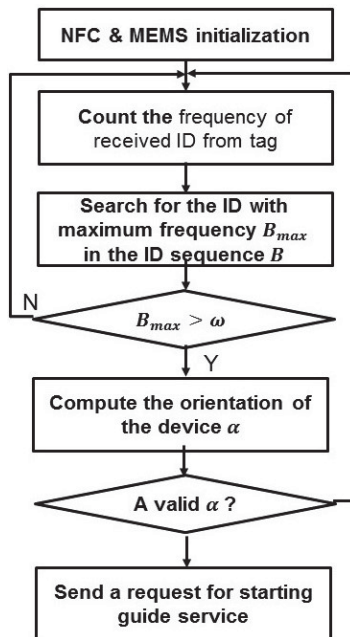 NFC & MEMS initialization
Count the frequency of
received ID from tag
Search for the ID with
maximum frequency B_max
in the ID sequence B
N
B_max > ω
Y
Compute the orientation of
the device α
A valid α ?
Send a request for starting
guide service